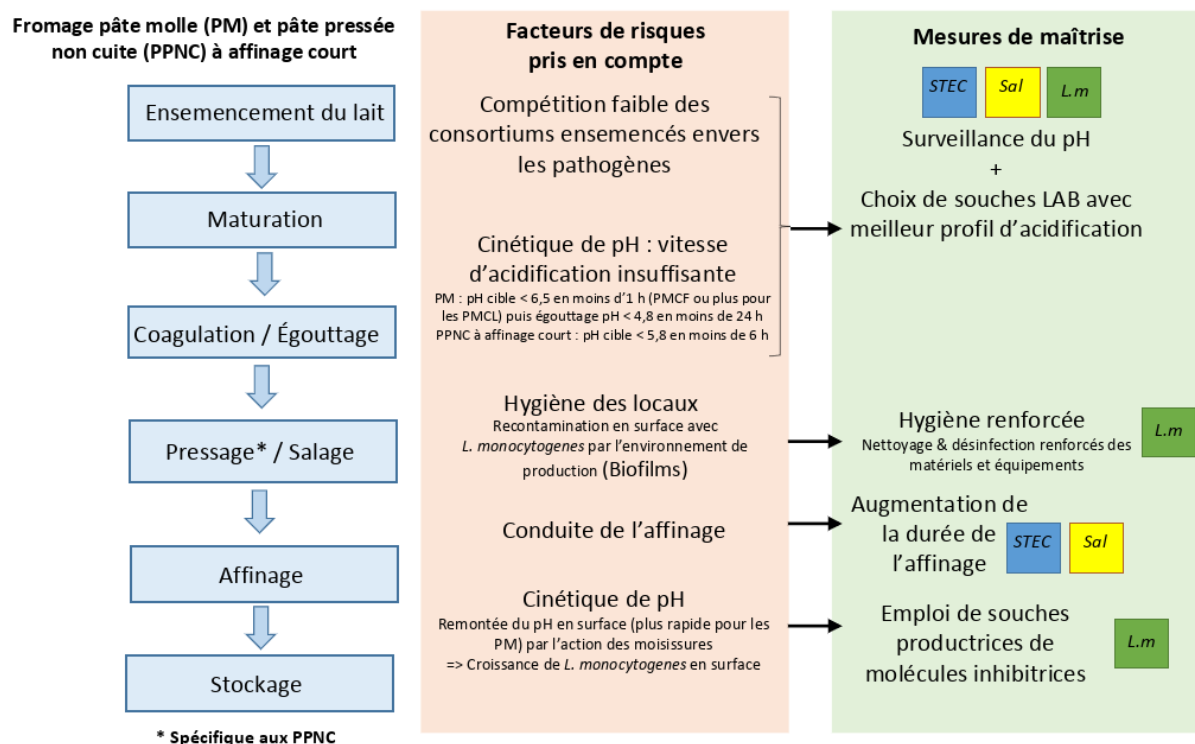 Fromage pâte molle (PM) et pâte pressée
non cuite (PPNC) à affinage court
Ensemencement du lait
Maturation
Coagulation / Égouttage
Pressage* / Salage
Affinage
Stockage
* Spécifique aux PPNC
Facteurs de risques
pris en compte
Compétition faible des
consortiums ensemencés envers
les pathogènes
Cinétique de pH : vitesse
d'acidification insuffisante
PM : pH cible < 6,5 en moins d'1 h (PMCF ou plus pour
les PMCL) puis égouttage pH < 4,8 en moins de 24 h
PPNC à affinage court : pH cible < 5,8 en moins de 6 h
Hygiène des locaux
Recontamination en surface avec
L. monocytogenes par l'environnement de
production (Biofilms)
Conduite de l'affinage
Cinétique de pH
Remontée du pH en surface (plus rapide pour les
PM) par l'action des moisissures
=> Croissance de L. monocytogenes en surface
Mesures de maîtrise
STEC Sal L.m
Surveillance du pH
+
Choix de souches LAB avec
meilleur profil d'acidification
Hygiène renforcée
Nettoyage & désinfection renforcés des
matériels et équipements
L.m
Augmentation de
la durée de
l'affinage
STEC Sal
Emploi de souches
productrices de
molécules inhibitrices
L.m